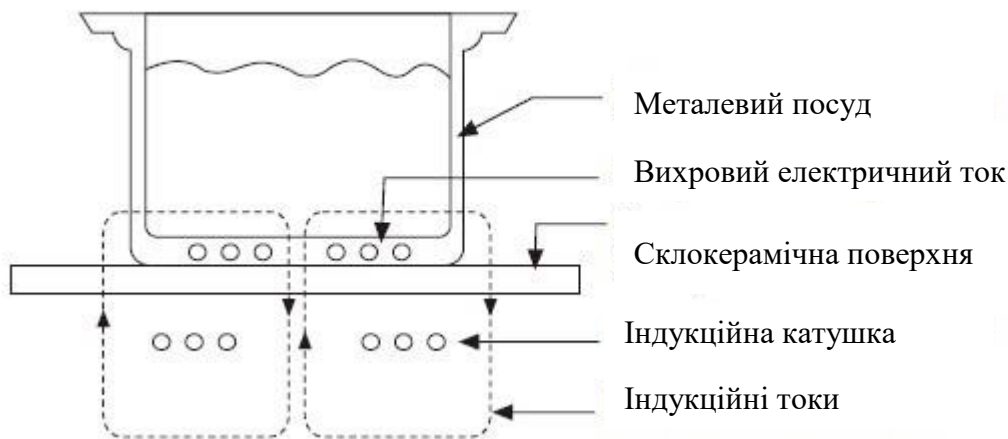 Металевий посуд
Вихровий електричний ток
Склокерамічна поверхня
Індукційна катушка
Індукційні токи